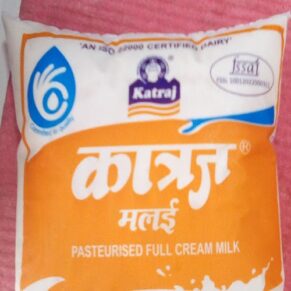 'AN ISO 22000 CERTIFIED DAIRY'
fssai
Katraj
कात्रज®
मलई
PASTEURISED FULL CREAM MILK